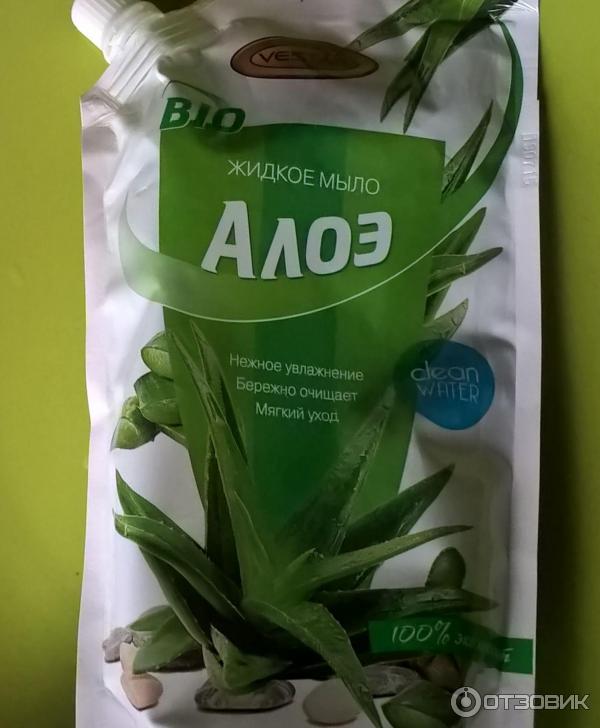 BIO
ЖИДКОЕ МЫЛО
АЛОЭ
Нежное увлажнение
Бережно очищает
Мягкий уход
clean
WATER
100%
ОТЗОВИК